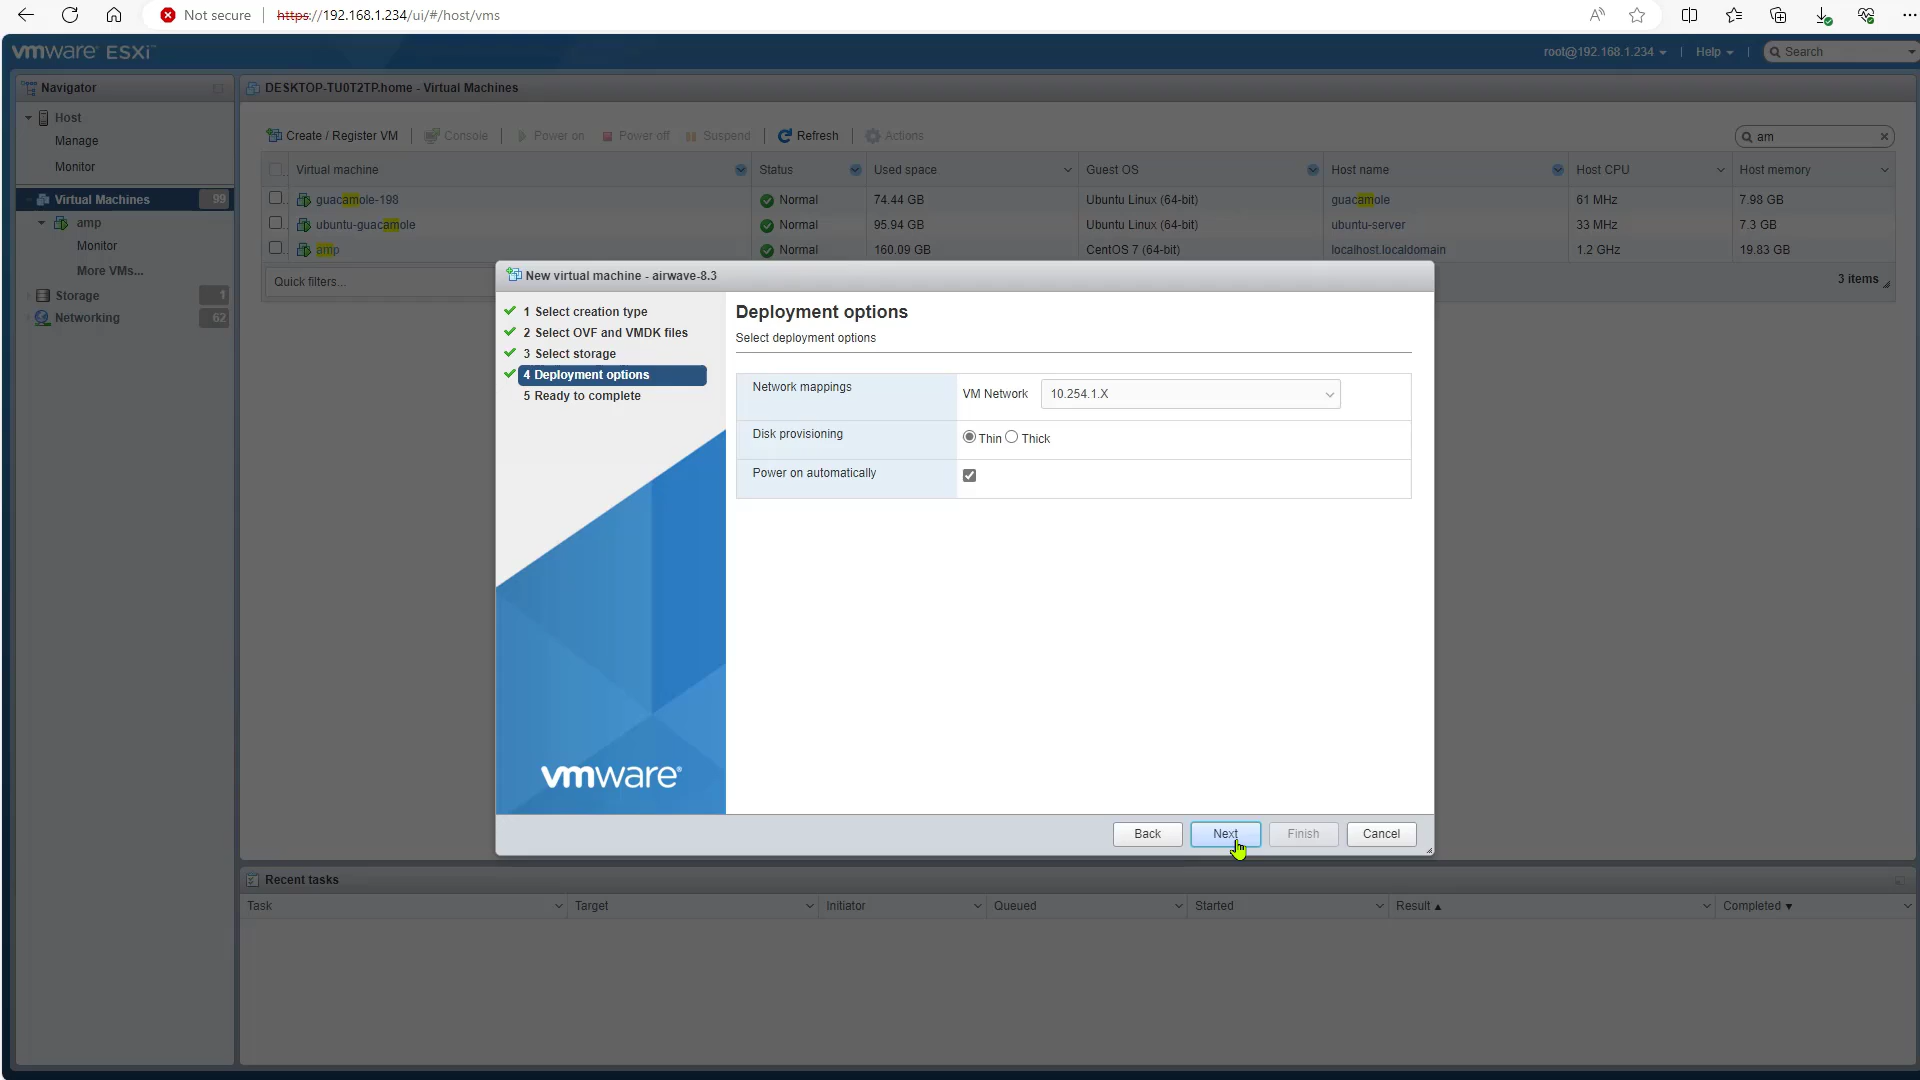 Not secure
https://192.168.1.234/ui/#/host/vms
vmware ESXi
root@192.168.1.234
Help
Search
Navigator
DESKTOP-TU0T2TP.home - Virtual Machines
Host
Manage
Monitor
Virtual Machines 99
amp
Monitor
More VMs...
Storage 1
Networking 62
Create / Register VM
Console
Power on
Power off
Suspend
Refresh
Actions
am
Virtual machine Status Used space Guest OS Host name Host CPU Host memory
guacamole-198 Normal 74.44 GB Ubuntu Linux (64-bit) guacamole 61 MHz 7.98 GB
ubuntu-guacamole Normal 95.94 GB Ubuntu Linux (64-bit) ubuntu-server 33 MHz 7.3 GB
amp Normal 160.09 GB CentOS 7 (64-bit) localhost.localdomain 1.2 GHz 19.83 GB
Quick filters...
3 items
New virtual machine - airwave-8.3
1 Select creation type
2 Select OVF and VMDK files
3 Select storage
4 Deployment options
5 Ready to complete
vmware
Deployment options
Select deployment options
Network mappings VM Network 10.254.1.X
Disk provisioning Thin Thick
Power on automatically
Back Next Finish Cancel
Recent tasks
Task Target Initiator Queued Started Result Completed